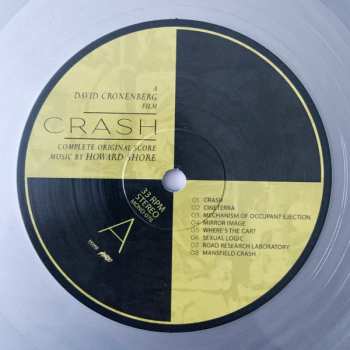 A
DAVID CRONENBERG
FILM
CRASH
COMPLETE ORIGINAL SCORE
MUSIC BY HOWARD SHORE
33 RPM
STEREO
A
01 CRASH
02 CINETERRA
03 MECHANISM OF OCCUPANT EJECTION
04 MIRROR IMAGE
05 WHERE'S THE CAR?
06 SEXUAL LOGIC
07 ROAD RESEARCH LABORATORY
08 MANSFIELD CRASH